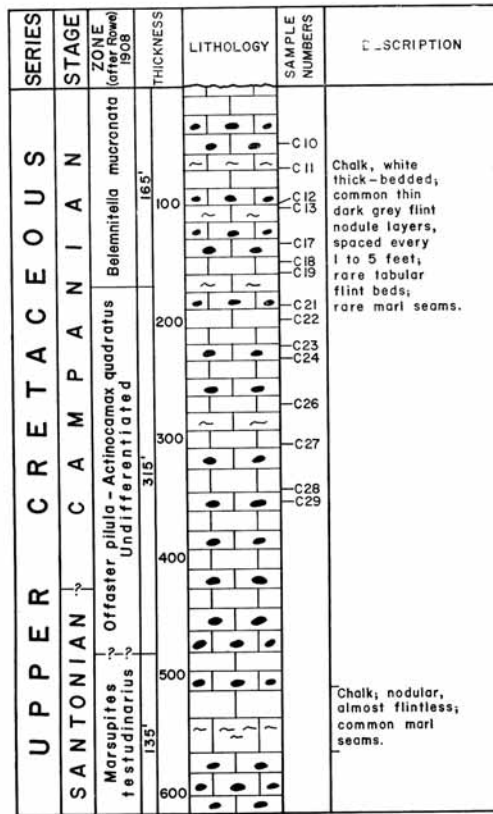 SERIES
STAGE
ZONE
(after Rowe)
1908
THICKNESS
LITHOLOGY
SAMPLE
NUMBERS
D_SCRIPTION
UPPER CRETACEOUS
CAMPANIAN
?
SANTONIAN
Belemnitella mucronata
165'
Offaster pilula - Actinocamax quadratus
Undifferentiated
315'
? ?
Marsupites
testudinarius
135'
100
200
300
400
500
600
C10
C11
C12
C13
C17
C18
C19
C21
C22
C23
C24
C26
C27
C28
C29
Chalk, white
thick-bedded;
common thin
dark grey flint
nodule layers,
spaced every
1 to 5 feet;
rare tabular
flint beds;
rare marl seams.
Chalk; nodular,
almost flintless;
common marl
seams.